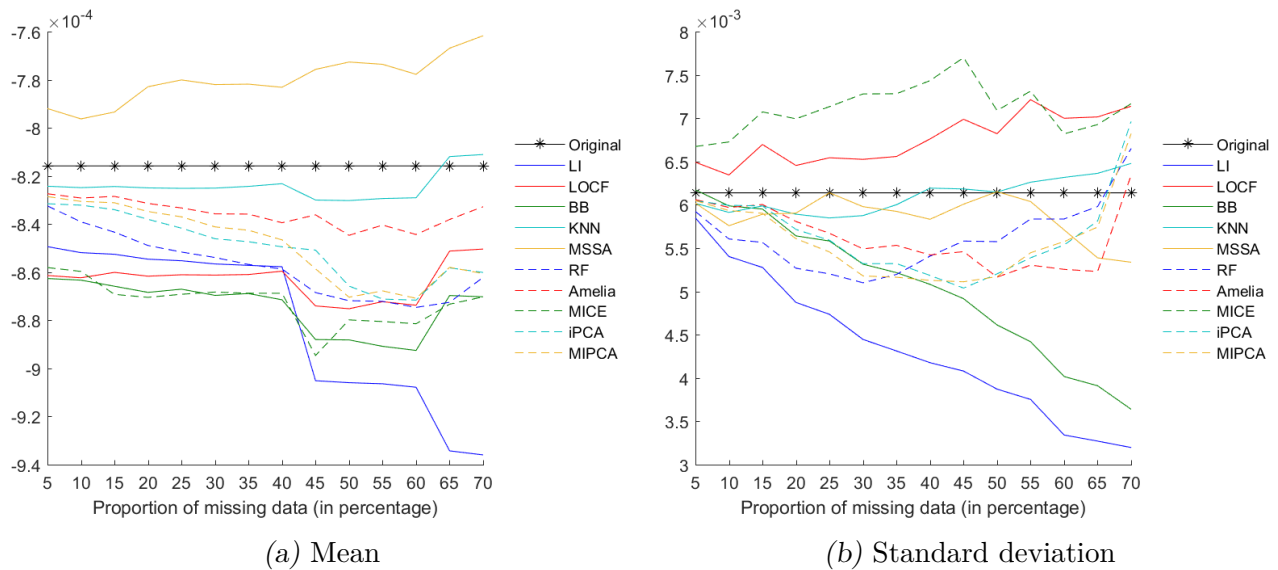 ×10⁻⁴
-7.6
-7.8
-8
-8.2
-8.4
-8.6
-8.8
-9
-9.2
-9.4
5 10 15 20 25 30 35 40 45 50 55 60 65 70
Proportion of missing data (in percentage)
Original
LI
LOCF
BB
KNN
MSSA
RF
Amelia
MICE
iPCA
MIPCA
(a) Mean
×10⁻³
8
7.5
7
6.5
6
5.5
5
4.5
4
3.5
3
5 10 15 20 25 30 35 40 45 50 55 60 65 70
Proportion of missing data (in percentage)
Original
LI
LOCF
BB
KNN
MSSA
RF
Amelia
MICE
iPCA
MIPCA
(b) Standard deviation